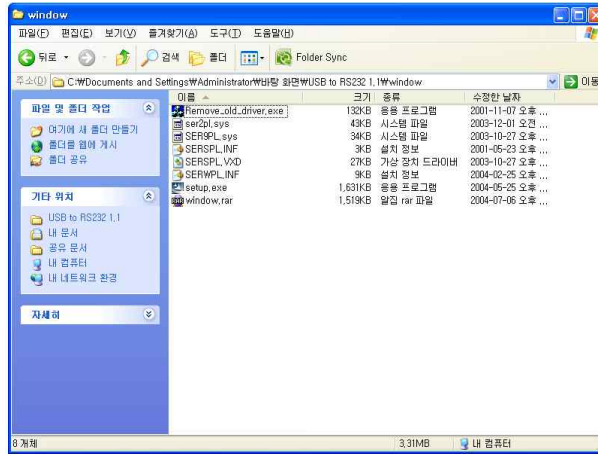 window
파일(F) 편집(E) 보기(V) 즐겨찾기(A) 도구(T) 도움말(H)
뒤로 검색 폴더 Folder Sync
주소(D) C:\Documents and Settings\Administrator\바탕 화면\USB to RS232 1.1\window 이동
파일 및 폴더 작업
여기에 새 폴더 만들기
폴더를 웹에 게시
폴더 공유
기타 위치
USB to RS232 1.1
내 문서
공유 문서
내 컴퓨터
내 네트워크 환경
자세히
이름 크기 종류 수정한 날짜
Remove_old_driver.exe 132KB 응용 프로그램 2001-11-07 오후 ...
ser2pl.sys 43KB 시스템 파일 2003-12-01 오전 ...
SER9PL.sys 34KB 시스템 파일 2003-10-27 오후 ...
SERSPL.INF 3KB 설치 정보 2001-05-23 오후 ...
SERSPL.VXD 27KB 가상 장치 드라이버 2003-10-27 오후 ...
SERWPL.INF 9KB 설치 정보 2004-02-25 오후 ...
setup.exe 1,631KB 응용 프로그램 2004-05-25 오후 ...
window.rar 1,519KB 알집 rar 파일 2004-07-06 오후 ...
8 개체 3.31MB 내 컴퓨터